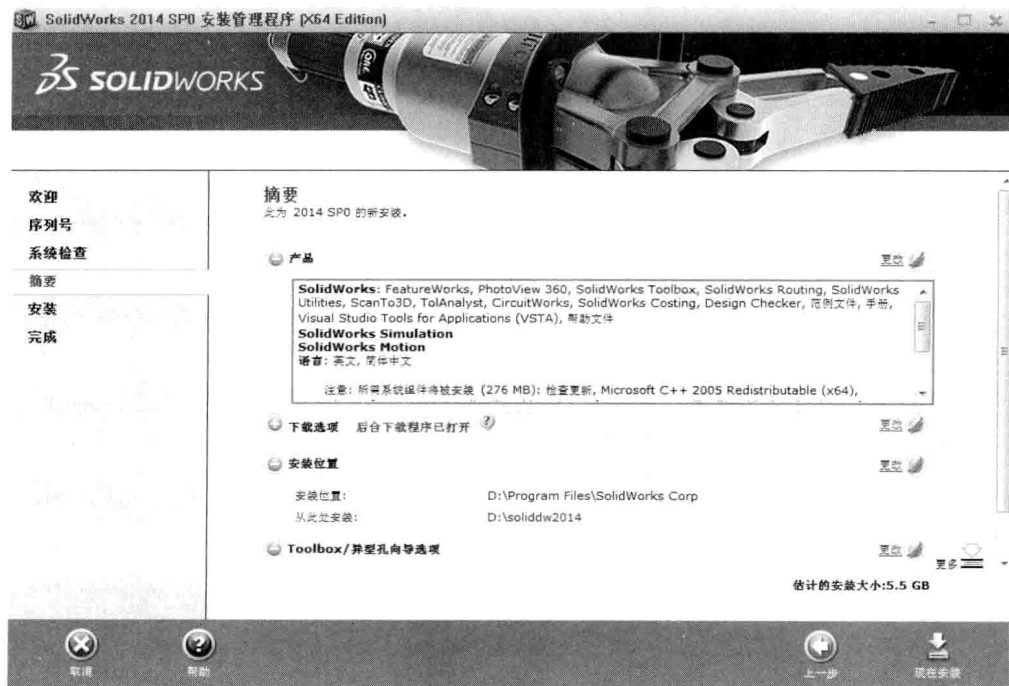 SolidWorks 2014 SP0 安装管理程序 (X64 Edition)
SOLIDWORKS
欢迎
序列号
系统检查
摘要
安装
完成
摘要
此为 2014 SP0 的新安装。
产品
更改
SolidWorks: FeatureWorks, PhotoView 360, SolidWorks Toolbox, SolidWorks Routing, SolidWorks
Utilities, ScanTo3D, TolAnalyst, CircuitWorks, SolidWorks Costing, Design Checker, 范例文件, 手册,
Visual Studio Tools for Applications (VSTA), 帮助文件
SolidWorks Simulation
SolidWorks Motion
语言: 英文, 简体中文
注意: 所需系统组件将被安装 (276 MB): 检查更新, Microsoft C++ 2005 Redistributable (x64),
下载选项 后台下载程序已打开
更改
安装位置
更改
安装位置: D:\Program Files\SolidWorks Corp
从此处安装: D:\soliddw2014
Toolbox/异型孔向导选项
更改
更多
估计的安装大小:5.5 GB
取消
帮助
上一步
现在安装